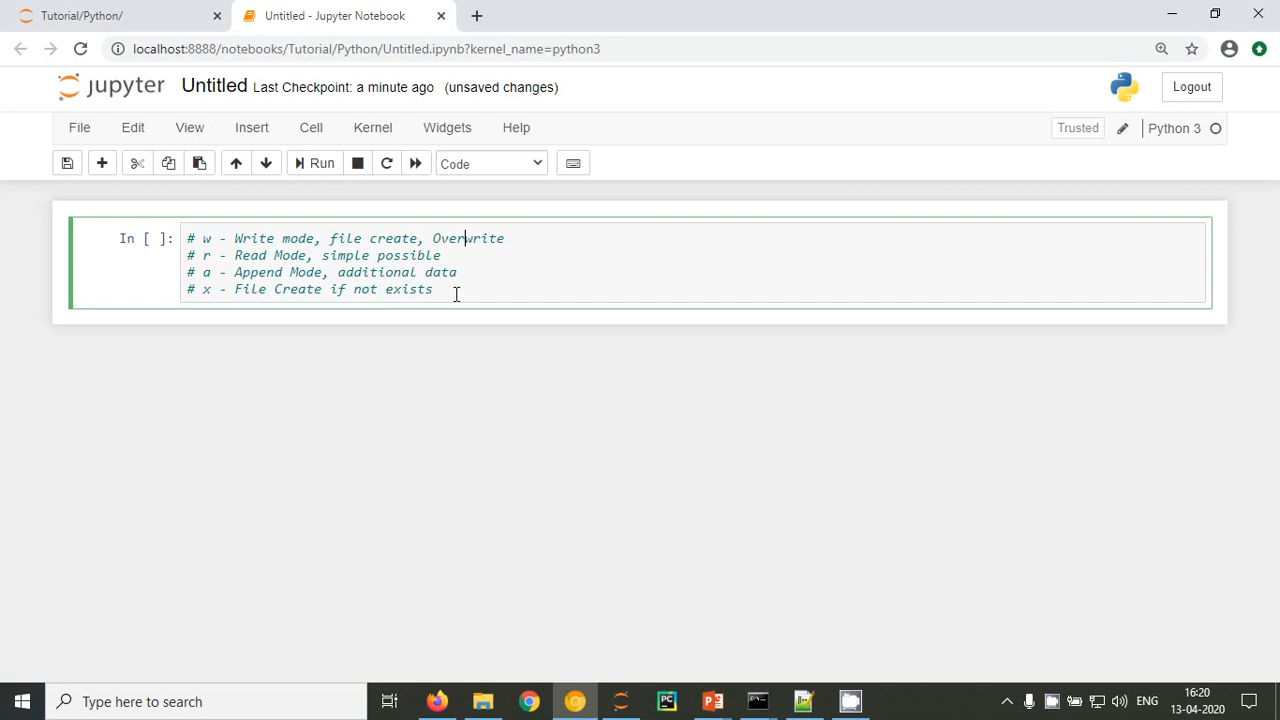 Tutorial/Python/
Untitled - Jupyter Notebook
localhost:8888/notebooks/Tutorial/Python/Untitled.ipynb?kernel_name=python3
jupyter Untitled Last Checkpoint: a minute ago (unsaved changes) Logout
File Edit View Insert Cell Kernel Widgets Help Trusted Python 3
Run Code
In [ ]: # w - Write mode, file create, Overwrite
# r - Read Mode, simple possible
# a - Append Mode, additional data
# x - File Create if not exists
Type here to search
PC
ENG
16:20
13-04-2020